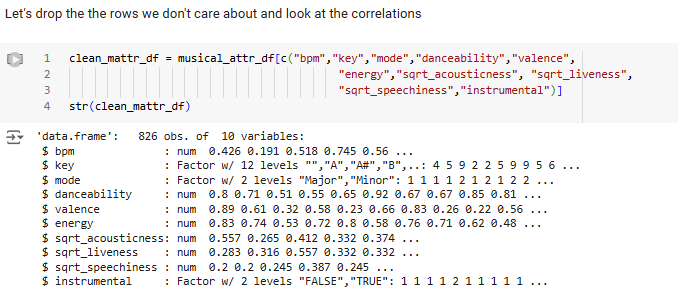 Let's drop the the rows we don't care about and look at the correlations
1 clean_mattr_df = musical_attr_df[c("bpm","key","mode","danceability","valence",
2 "energy","sqrt_acousticness", "sqrt_liveness",
3 "sqrt_speechiness","instrumental")]
4 str(clean_mattr_df)
'data.frame': 826 obs. of 10 variables:
$ bpm : num 0.426 0.191 0.518 0.745 0.56 ...
$ key : Factor w/ 12 levels "","A","A#","B",..: 4 5 9 2 2 5 9 9 5 6 ...
$ mode : Factor w/ 2 levels "Major","Minor": 1 1 1 1 2 1 2 1 2 2 ...
$ danceability : num 0.8 0.71 0.51 0.55 0.65 0.92 0.67 0.67 0.85 0.81 ...
$ valence : num 0.89 0.61 0.32 0.58 0.23 0.66 0.83 0.26 0.22 0.56 ...
$ energy : num 0.83 0.74 0.53 0.72 0.8 0.58 0.76 0.71 0.62 0.48 ...
$ sqrt_acousticness: num 0.557 0.265 0.412 0.332 0.374 ...
$ sqrt_liveness : num 0.283 0.316 0.557 0.332 0.332 ...
$ sqrt_speechiness : num 0.2 0.2 0.245 0.387 0.245 ...
$ instrumental : Factor w/ 2 levels "FALSE","TRUE": 1 1 1 1 2 1 1 1 1 1 ...